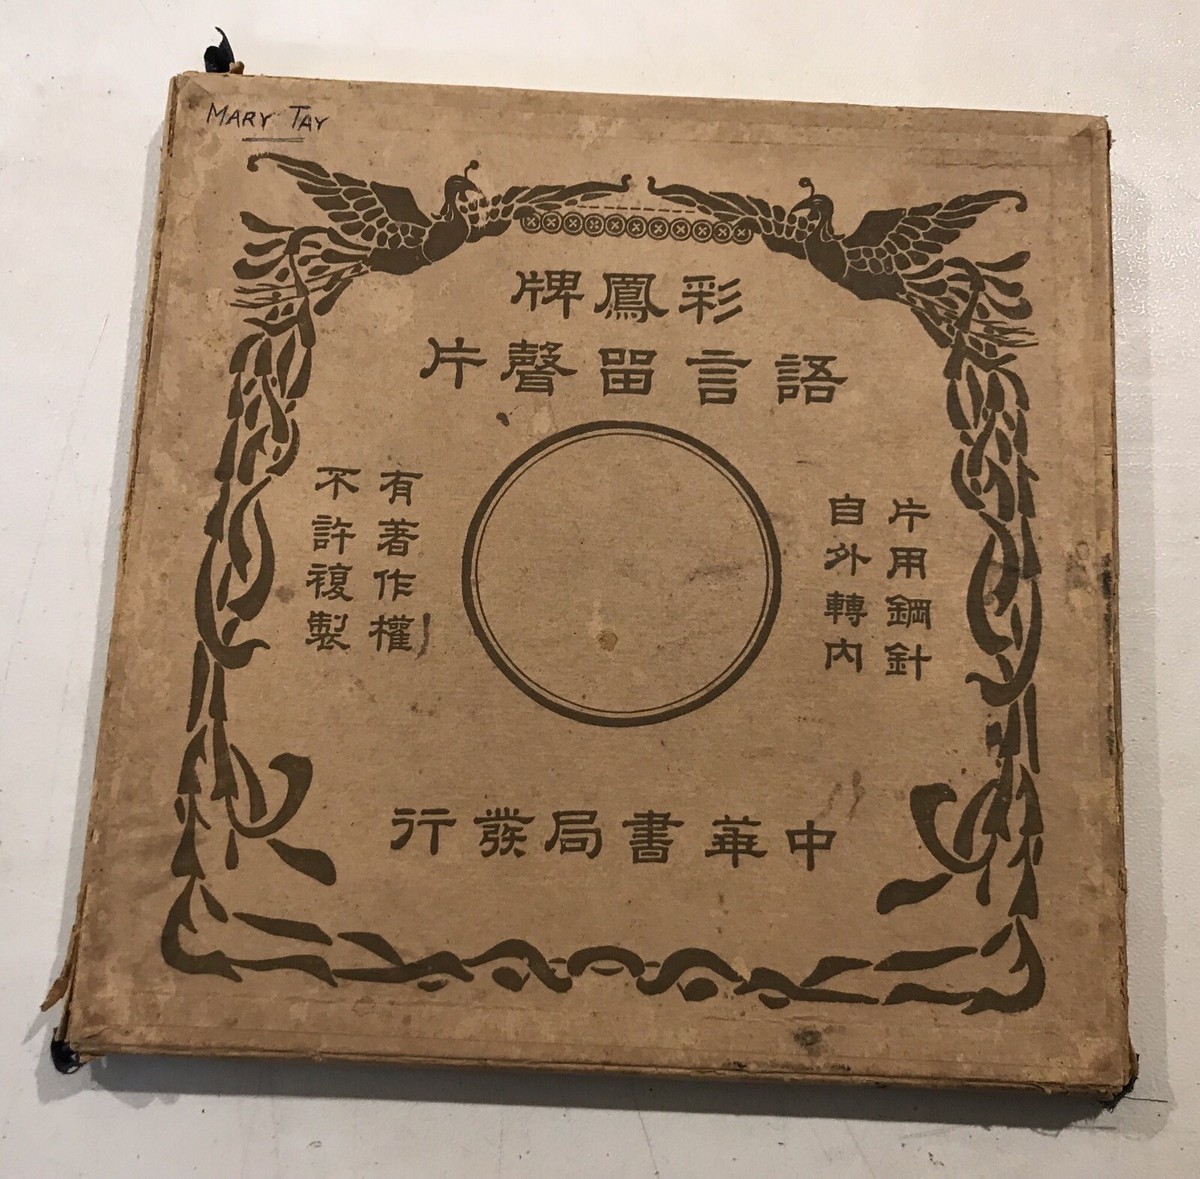 MARY TAY
彩鳳牌
語言留聲片
片用鋼針
自外轉內
有著作權
不許複製
中華書局發行